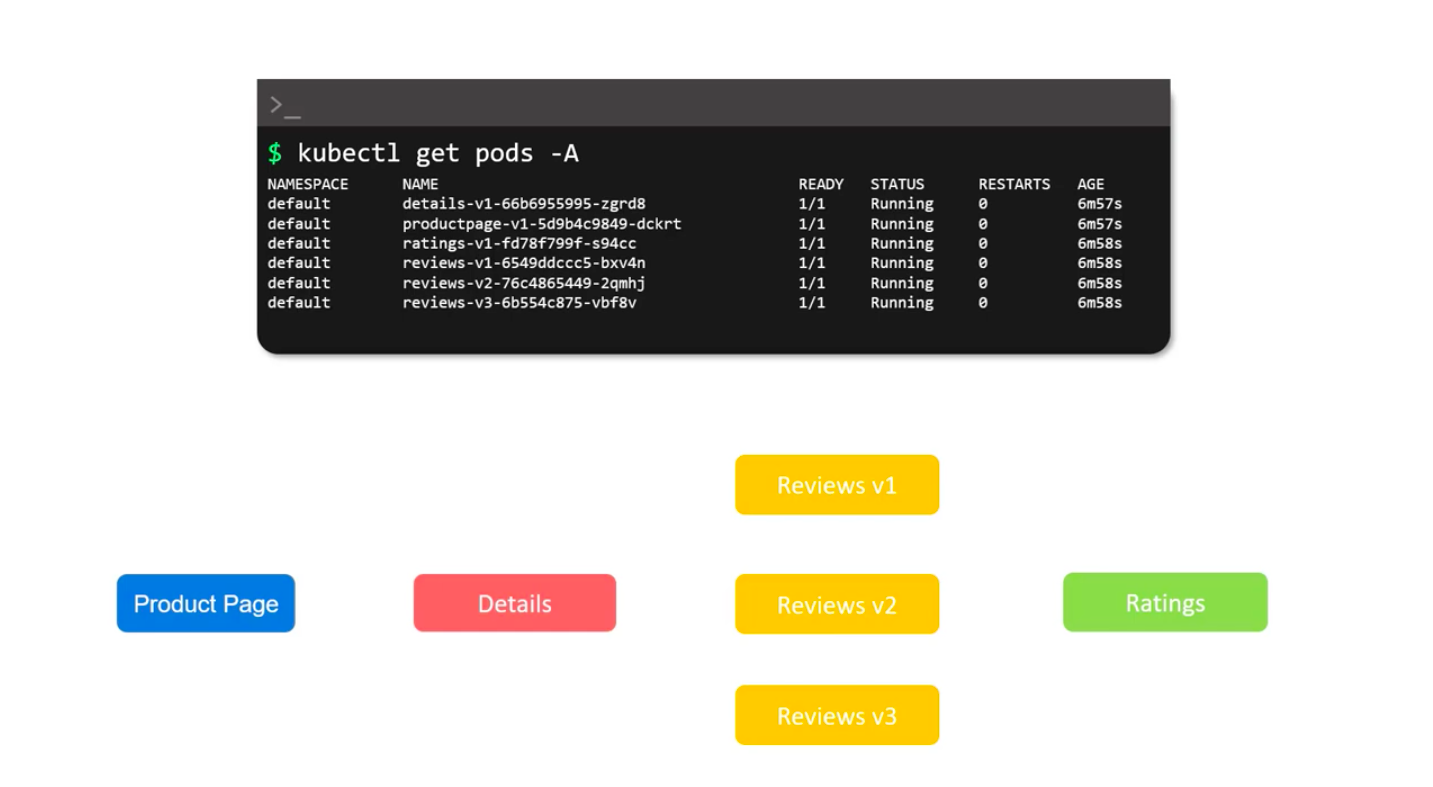 >_
$ kubectl get pods -A
NAMESPACE NAME READY STATUS RESTARTS AGE
default details-v1-66b6955995-zgrd8 1/1 Running 0 6m57s
default productpage-v1-5d9b4c9849-dckrt 1/1 Running 0 6m57s
default ratings-v1-fd78f799f-s94cc 1/1 Running 0 6m58s
default reviews-v1-6549ddccc5-bxv4n 1/1 Running 0 6m58s
default reviews-v2-76c4865449-2qmhj 1/1 Running 0 6m58s
default reviews-v3-6b554c875-vbf8v 1/1 Running 0 6m58s
Reviews v1
Product Page
Details
Reviews v2
Ratings
Reviews v3